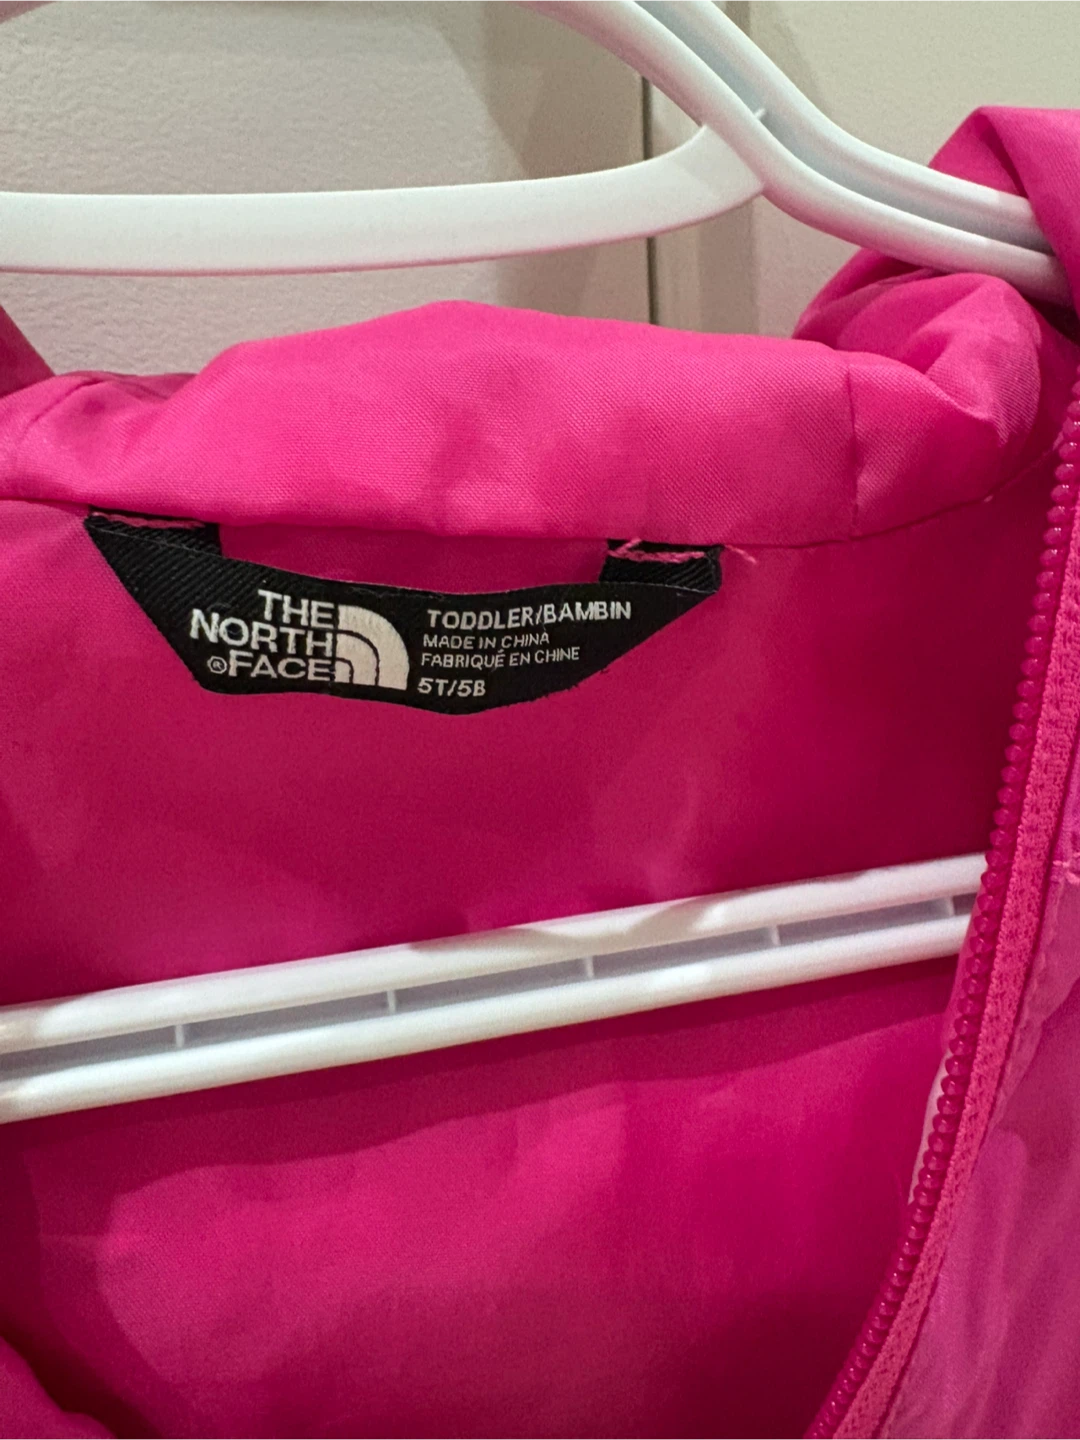 THE
NORTH
®FACE
TODDLER/BAMBIN
MADE IN CHINA
FABRIQUÉ EN CHINE
5T/5B